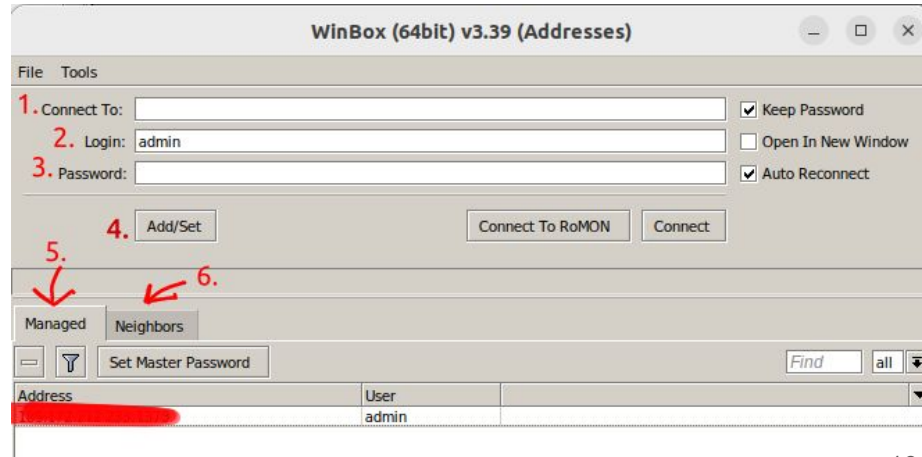 WinBox (64bit) v3.39 (Addresses)
File Tools
1. Connect To: Keep Password
2. Login: admin Open In New Window
3. Password: Auto Reconnect
4. Add/Set Connect To RoMON Connect
5.
6.
Managed Neighbors
Set Master Password Find all
Address User
admin